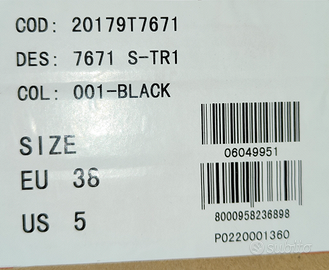 COD: 20179T7671
DES: 7671 S-TR1
COL: 001-BLACK
SIZE
EU 38
US 5
06049951
8000958236898
P0220001360